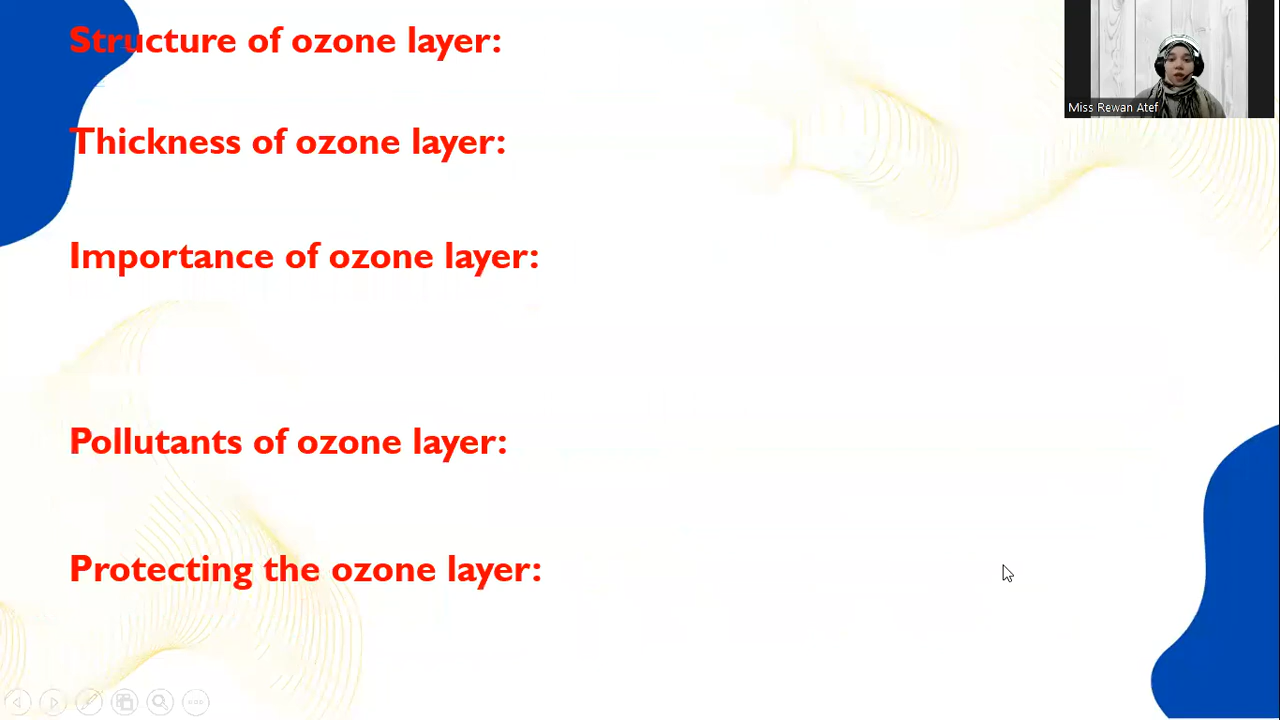 Structure of ozone layer:
Miss Rewan Atef
Thickness of ozone layer:
Importance of ozone layer:
Pollutants of ozone layer:
Protecting the ozone layer: